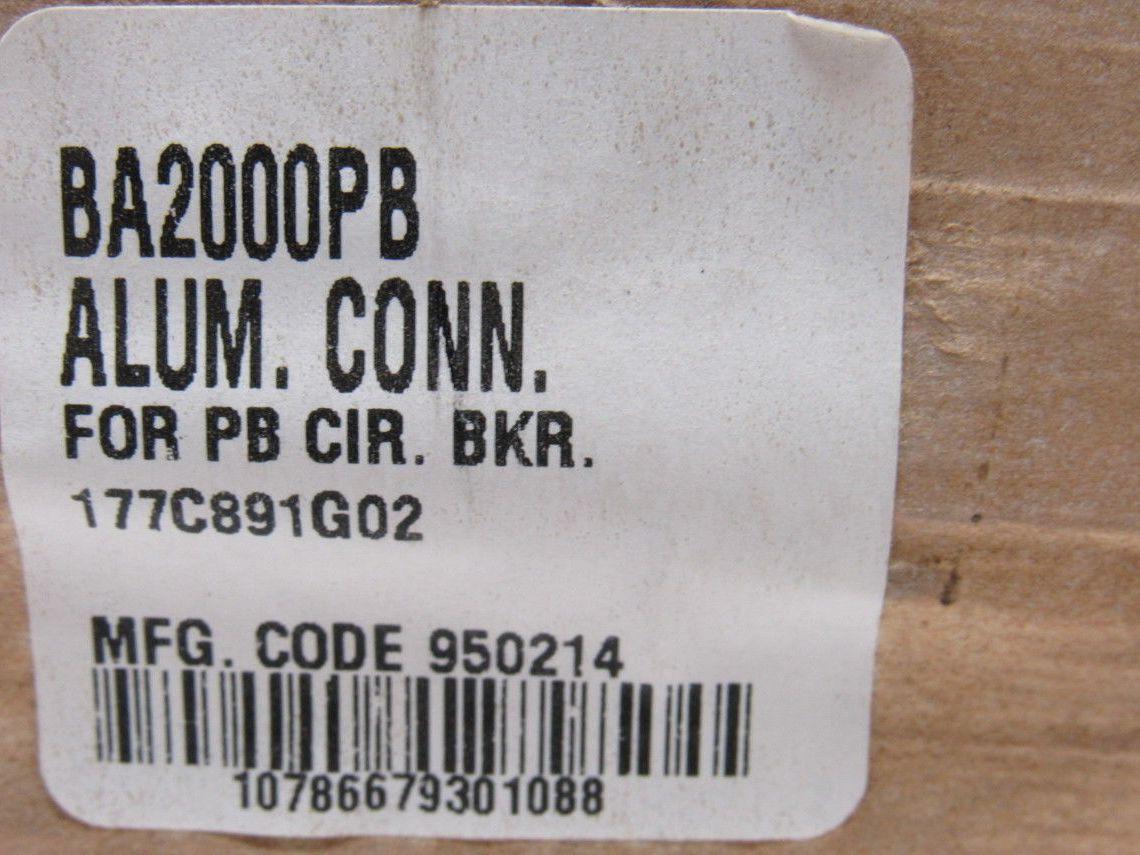 BA2000PB
ALUM. CONN.
FOR PB CIR. BKR.
177C891G02
MFG. CODE 950214
10786679301088